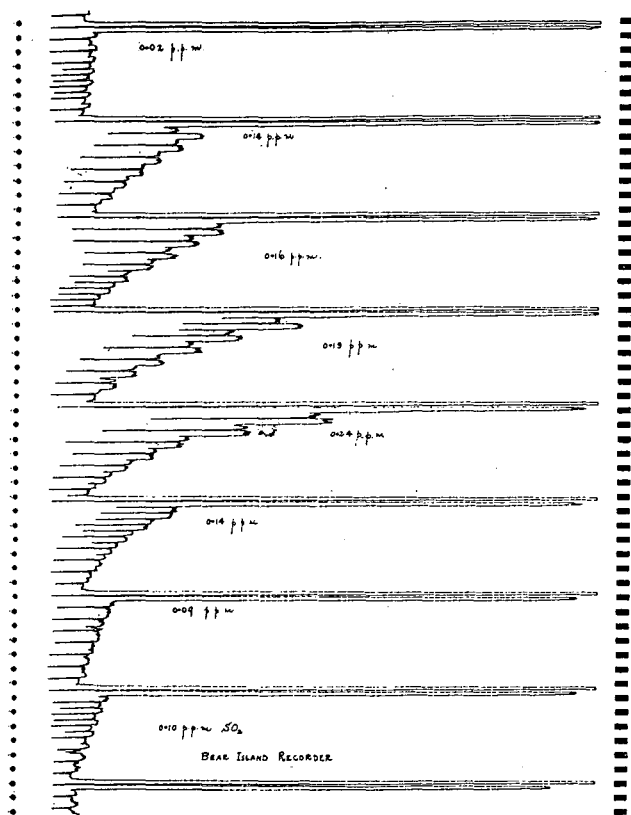 0.02 p.p.m.
0.14 p.p.m
0.16 p.p.m.
0.19 p.p.m
0.24 p.p.m
0.14 p.p.m
0.09 p.p.m
0.10 p.p.m SO₂
BEAR ISLAND RECORDER